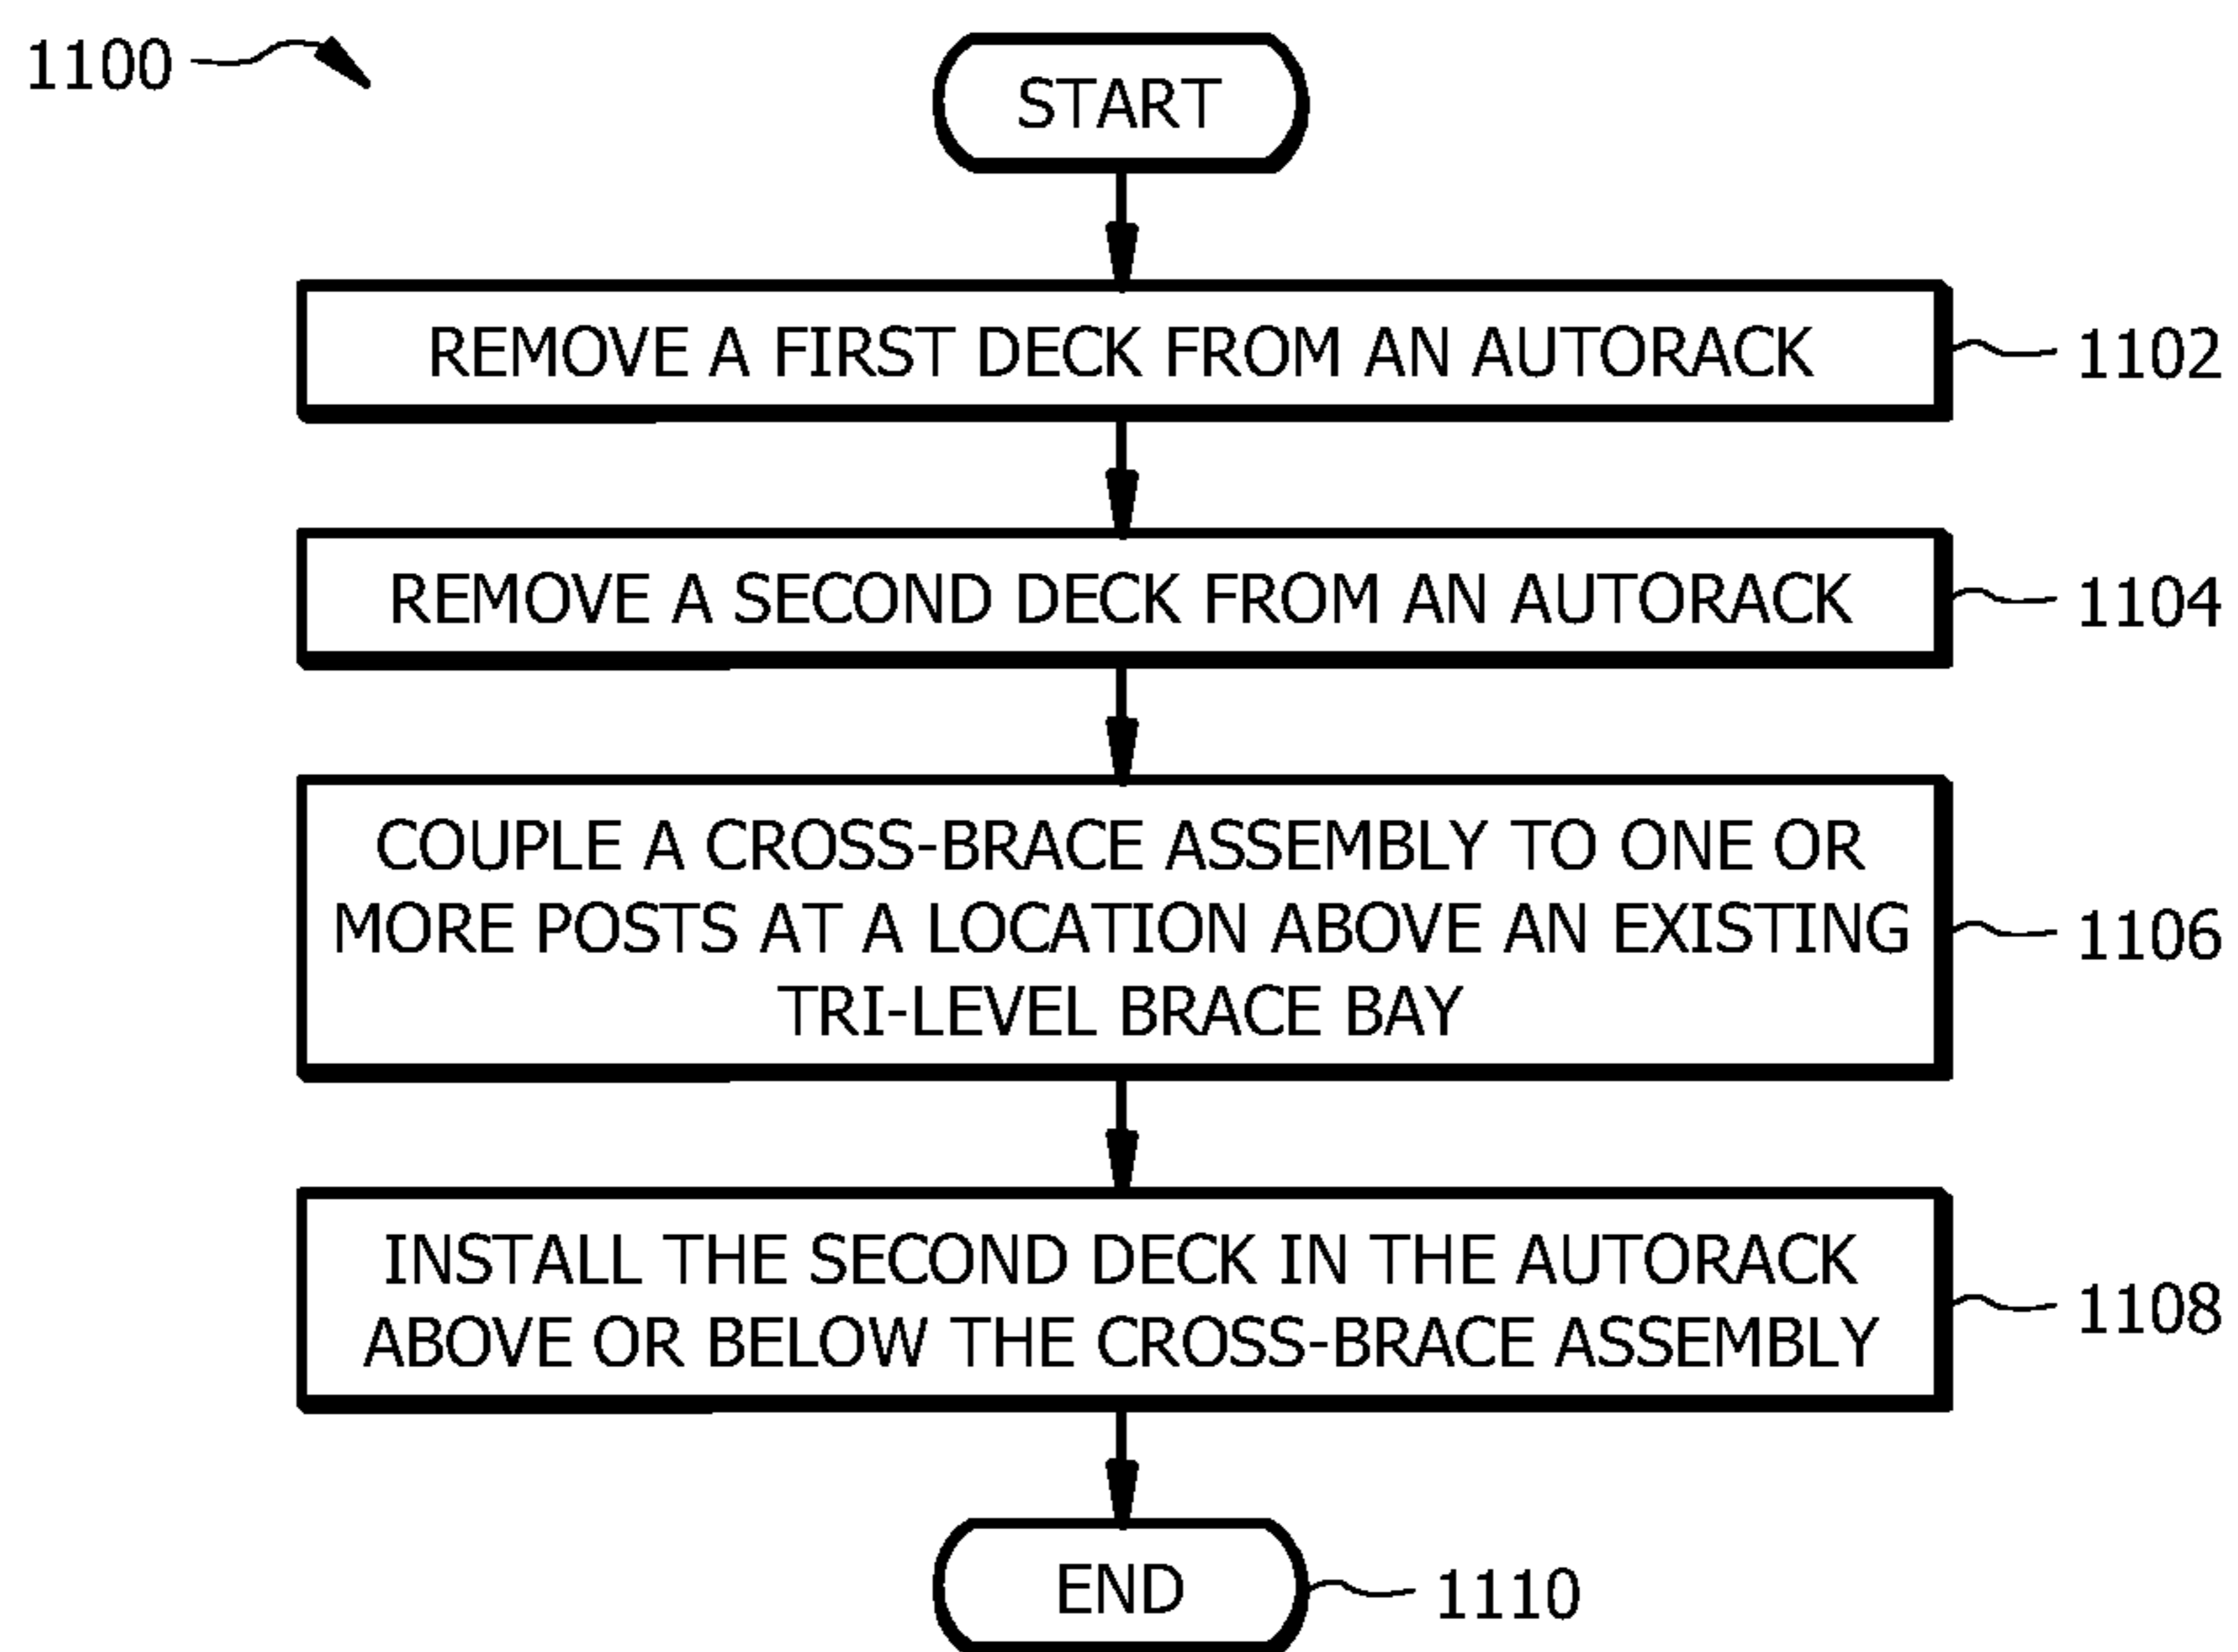 1100
START
REMOVE A FIRST DECK FROM AN AUTORACK
1102
REMOVE A SECOND DECK FROM AN AUTORACK
1104
COUPLE A CROSS-BRACE ASSEMBLY TO ONE OR
MORE POSTS AT A LOCATION ABOVE AN EXISTING
TRI-LEVEL BRACE BAY
1106
INSTALL THE SECOND DECK IN THE AUTORACK
ABOVE OR BELOW THE CROSS-BRACE ASSEMBLY
1108
END
1110